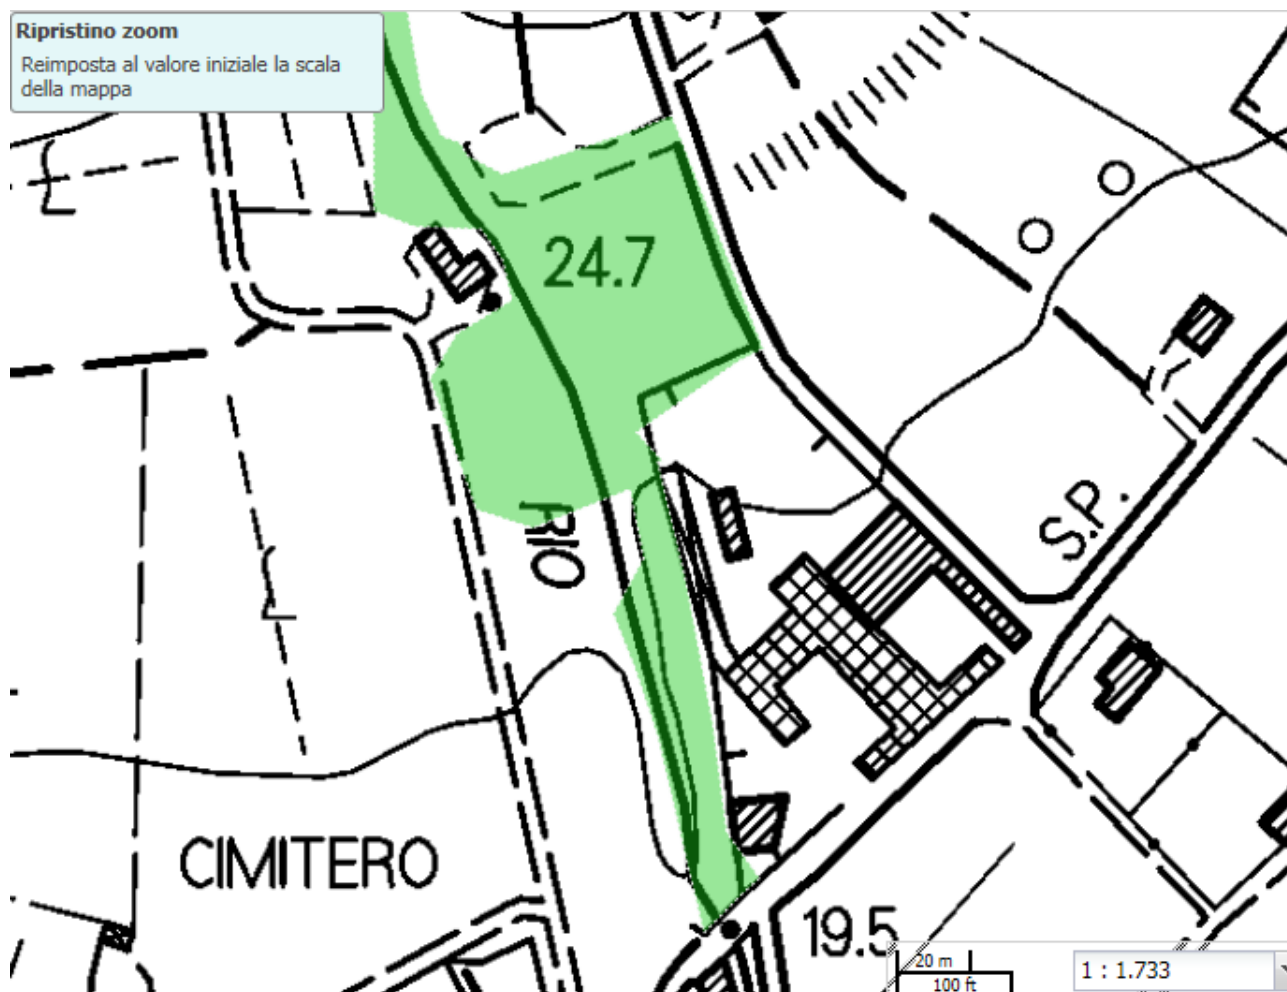 Ripristino zoom
Reimposta al valore iniziale la scala
della mappa
24.7
S.P.
RIO
CIMITERO
19.5
20 m
100 ft
1 : 1.733